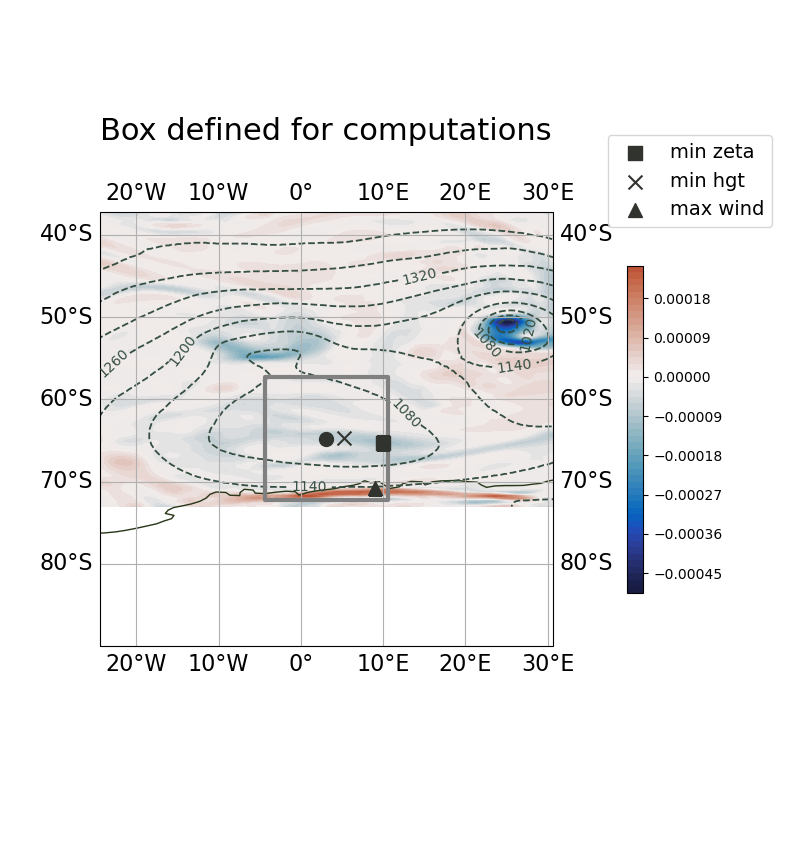 Box defined for computations
min zeta
min hgt
max wind
20°W 10°W 0° 10°E 20°E 30°E
40°S 40°S
1320
50°S 50°S
1020
1080
1200
1260
1140
60°S 60°S
1080
70°S 70°S
1140
80°S 80°S
20°W 10°W 0° 10°E 20°E 30°E
0.00018
0.00009
0.00000
−0.00009
−0.00018
−0.00027
−0.00036
−0.00045